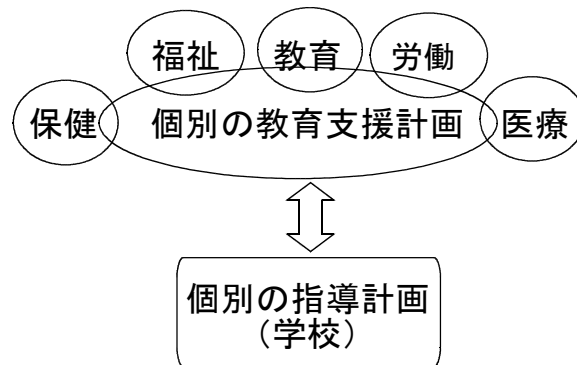 福祉
教育
労働
保健
個別の教育支援計画
医療
個別の指導計画
(学校)